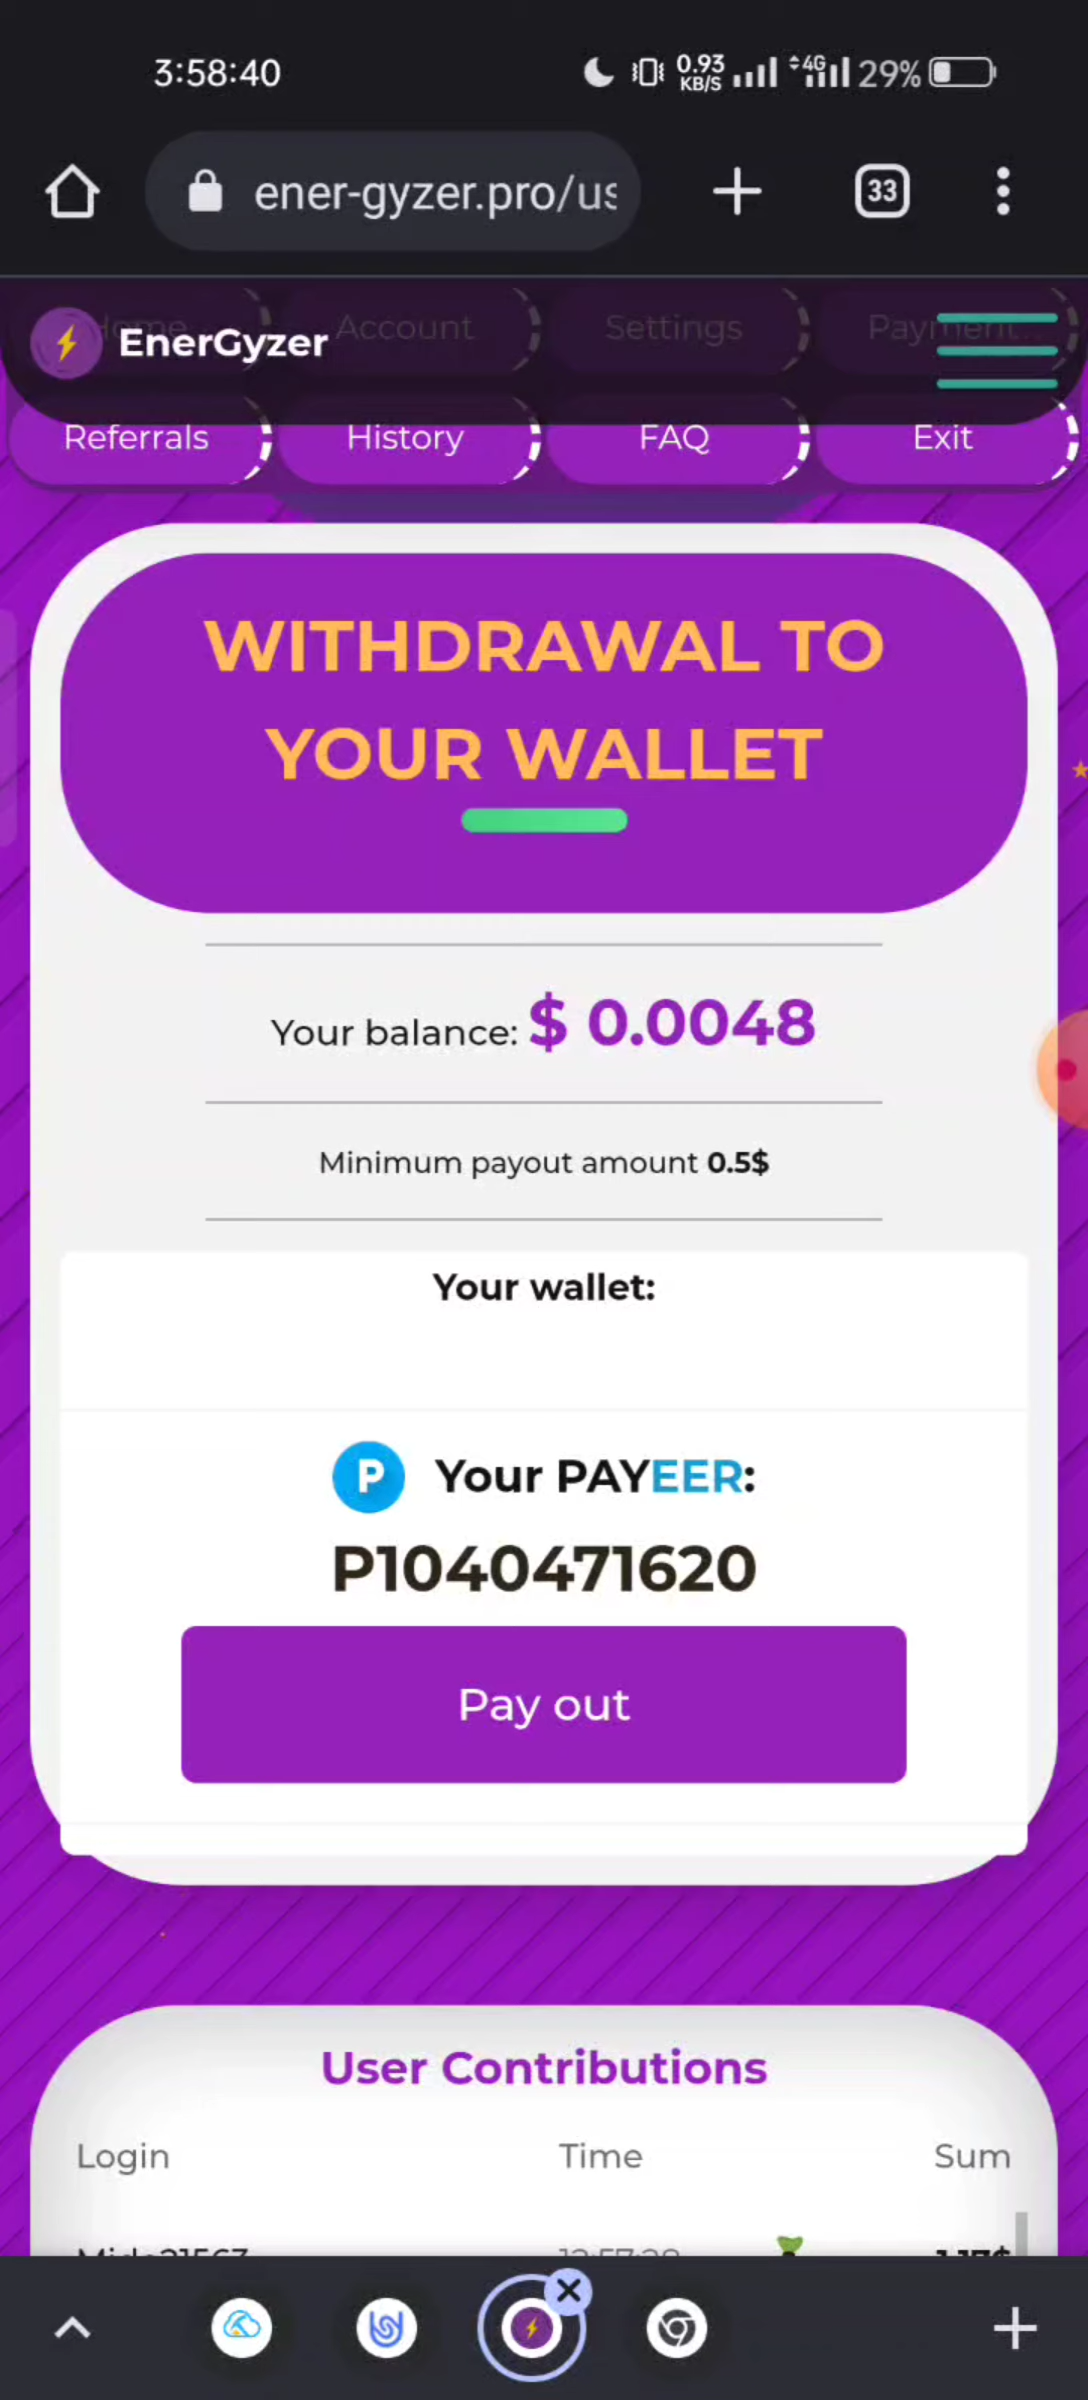 3:58:40
0.93 KB/S 4G 29%
ener-gyzer.pro/us
33
Home Account Settings Payment...
EnerGyzer
Referrals History FAQ Exit
WITHDRAWAL TO
YOUR WALLET
Your balance: $ 0.0048
Minimum payout amount 0.5$
Your wallet:
P Your PAYEER:
P1040471620
Pay out
User Contributions
Login Time Sum